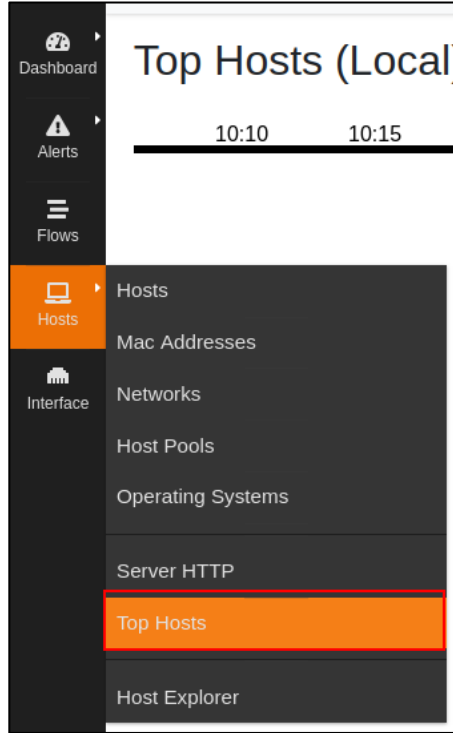 Dashboard
Top Hosts (Local)
10:10 10:15
Alerts
Flows
Hosts
Hosts
Mac Addresses
Interface
Networks
Host Pools
Operating Systems
Server HTTP
Top Hosts
Host Explorer